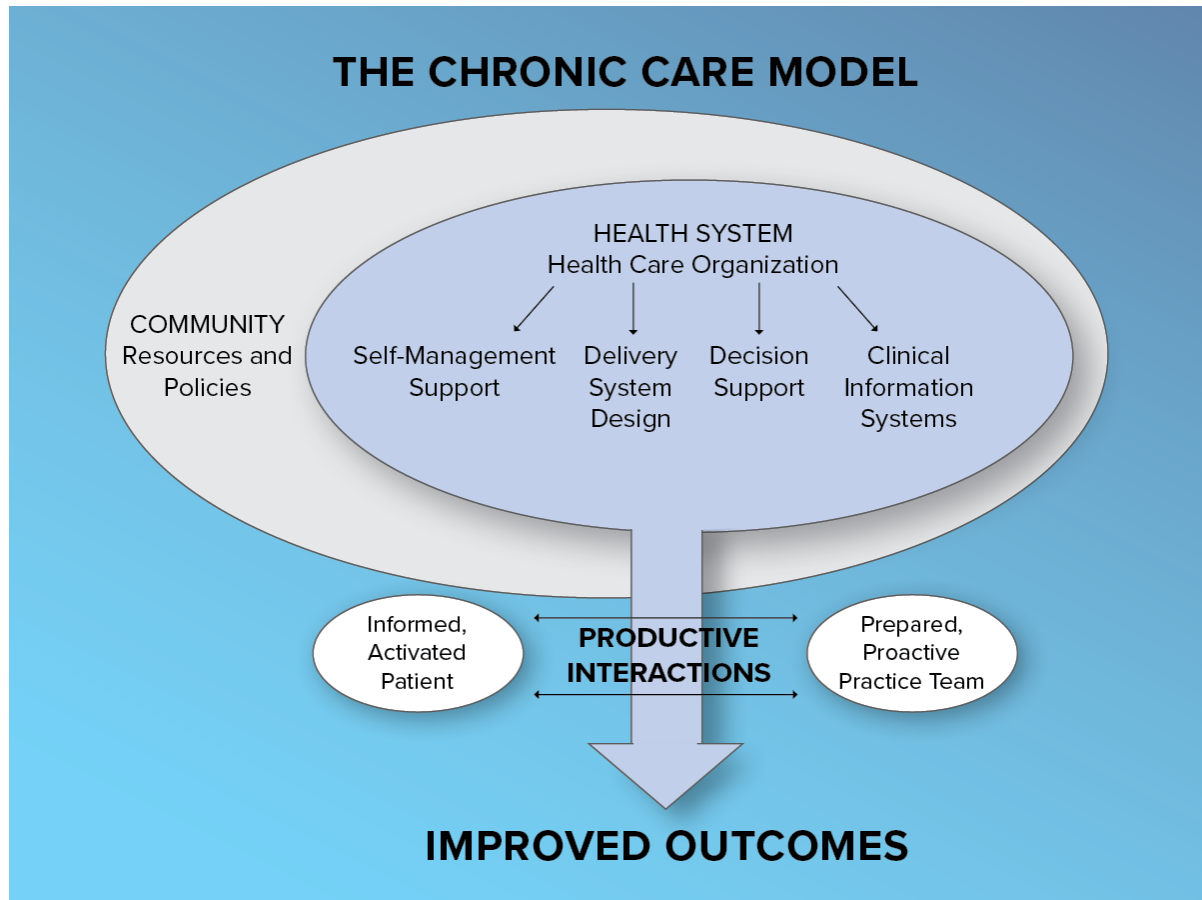 THE CHRONIC CARE MODEL
HEALTH SYSTEM
Health Care Organization
COMMUNITY
Resources and
Policies
Self-Management
Support
Delivery
System
Design
Decision
Support
Clinical
Information
Systems
Informed,
Activated
Patient
PRODUCTIVE
INTERACTIONS
Prepared,
Proactive
Practice Team
IMPROVED OUTCOMES